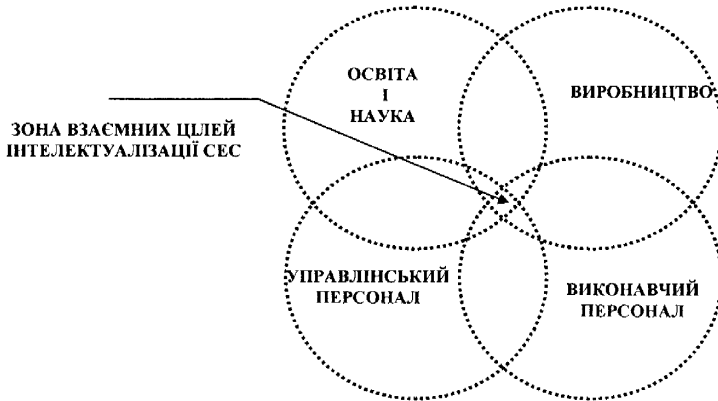 ОСВІТА
І
НАУКА
ВИРОБНИЦТВО
ЗОНА ВЗАЄМНИХ ЦІЛЕЙ
ІНТЕЛЕКТУАЛІЗАЦІЇ СЕС
УПРАВЛІНСЬКИЙ
ПЕРСОНАЛ
ВИКОНАВЧИЙ
ПЕРСОНАЛ